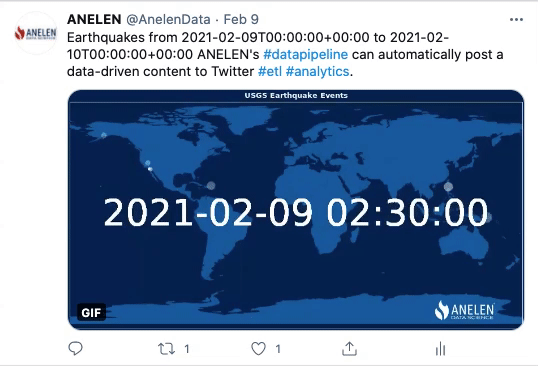 ANELEN
DATA SCIENCE
ANELEN @AnelenData · Feb 9
Earthquakes from 2021-02-09T00:00:00+00:00 to 2021-02-
10T00:00:00+00:00 ANELEN's #datapipeline can automatically post a
data-driven content to Twitter #etl #analytics.
USGS Earthquake Events
2021-02-09 02:30:00
GIF
ANELEN
DATA SCIENCE
1
1